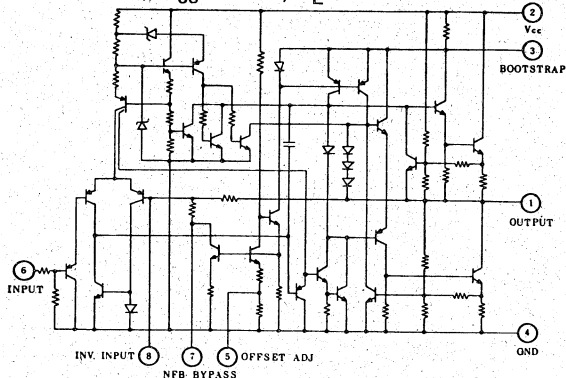 2
Vcc
3
BOOTSTRAP
1
OUTPUT
6
INPUT
4
GND
INV. INPUT 8
7
5 OFFSET ADJ
NFB. BYPASS